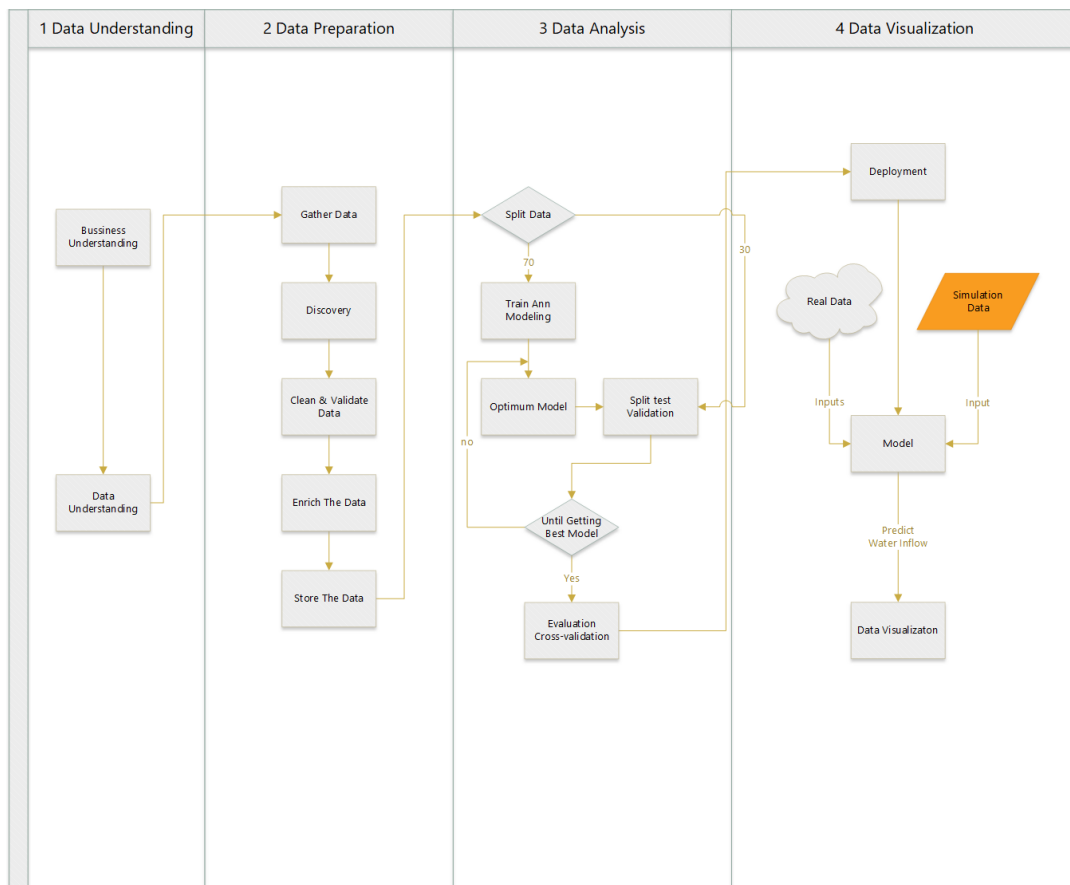 1 Data Understanding
2 Data Preparation
3 Data Analysis
4 Data Visualization
Bussiness
Understanding
Data
Understanding
Gather Data
Discovery
Clean & Validate
Data
Enrich The Data
Store The Data
Split Data
70
30
Train Ann
Modeling
Optimum Model
Split test
Validation
no
Until Getting
Best Model
Yes
Evaluation
Cross-validation
Deployment
Real Data
Simulation
Data
Inputs
Input
Model
Predict
Water Inflow
Data Visualizaton